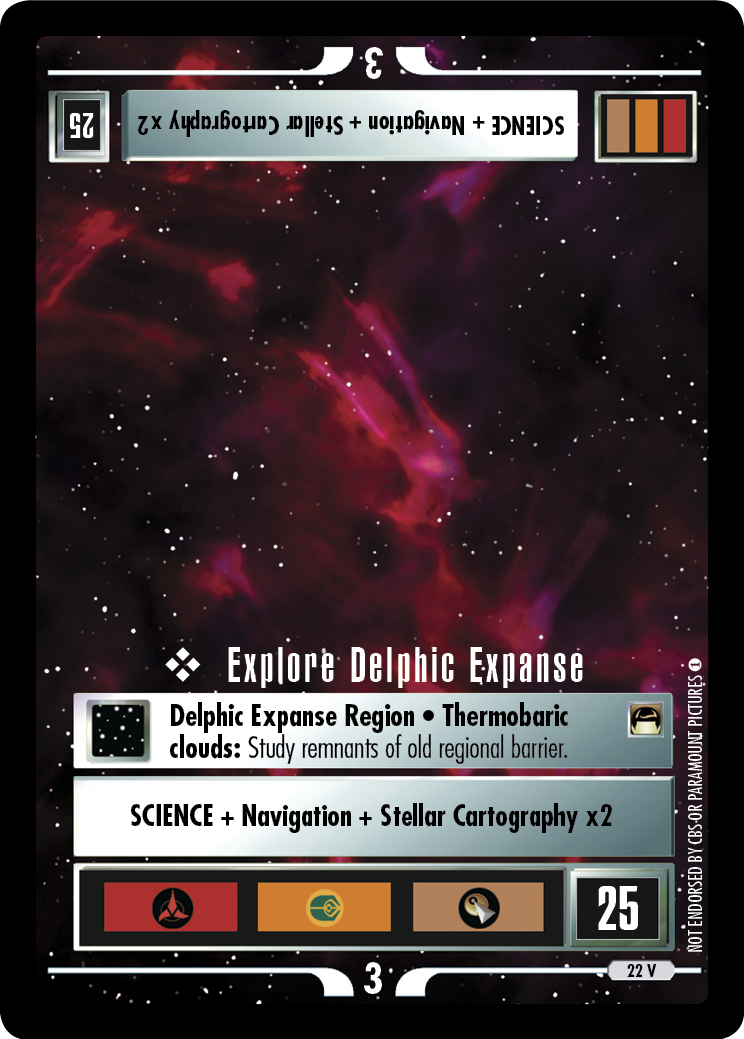 3
25
SCIENCE + Navigation + Stellar Cartography x2
❖ Explore Delphic Expanse
Delphic Expanse Region • Thermobaric
clouds: Study remnants of old regional barrier.
SCIENCE + Navigation + Stellar Cartography x2
25
22 V
3
NOT ENDORSED BY CBS OR PARAMOUNT PICTURES ❶